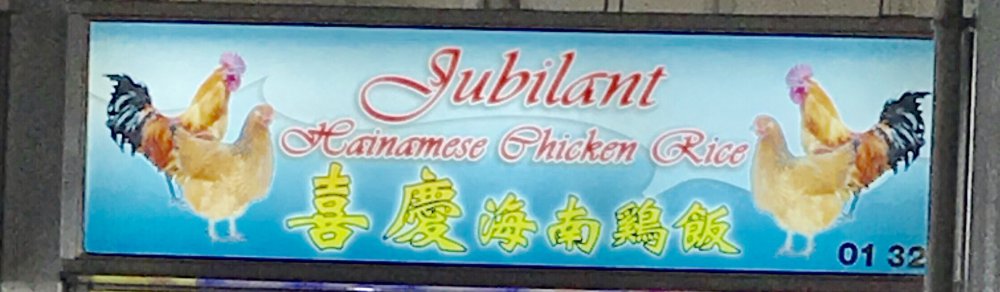 Jubilant
Hainamese Chicken Rice
喜慶海南鷄飯
01 32